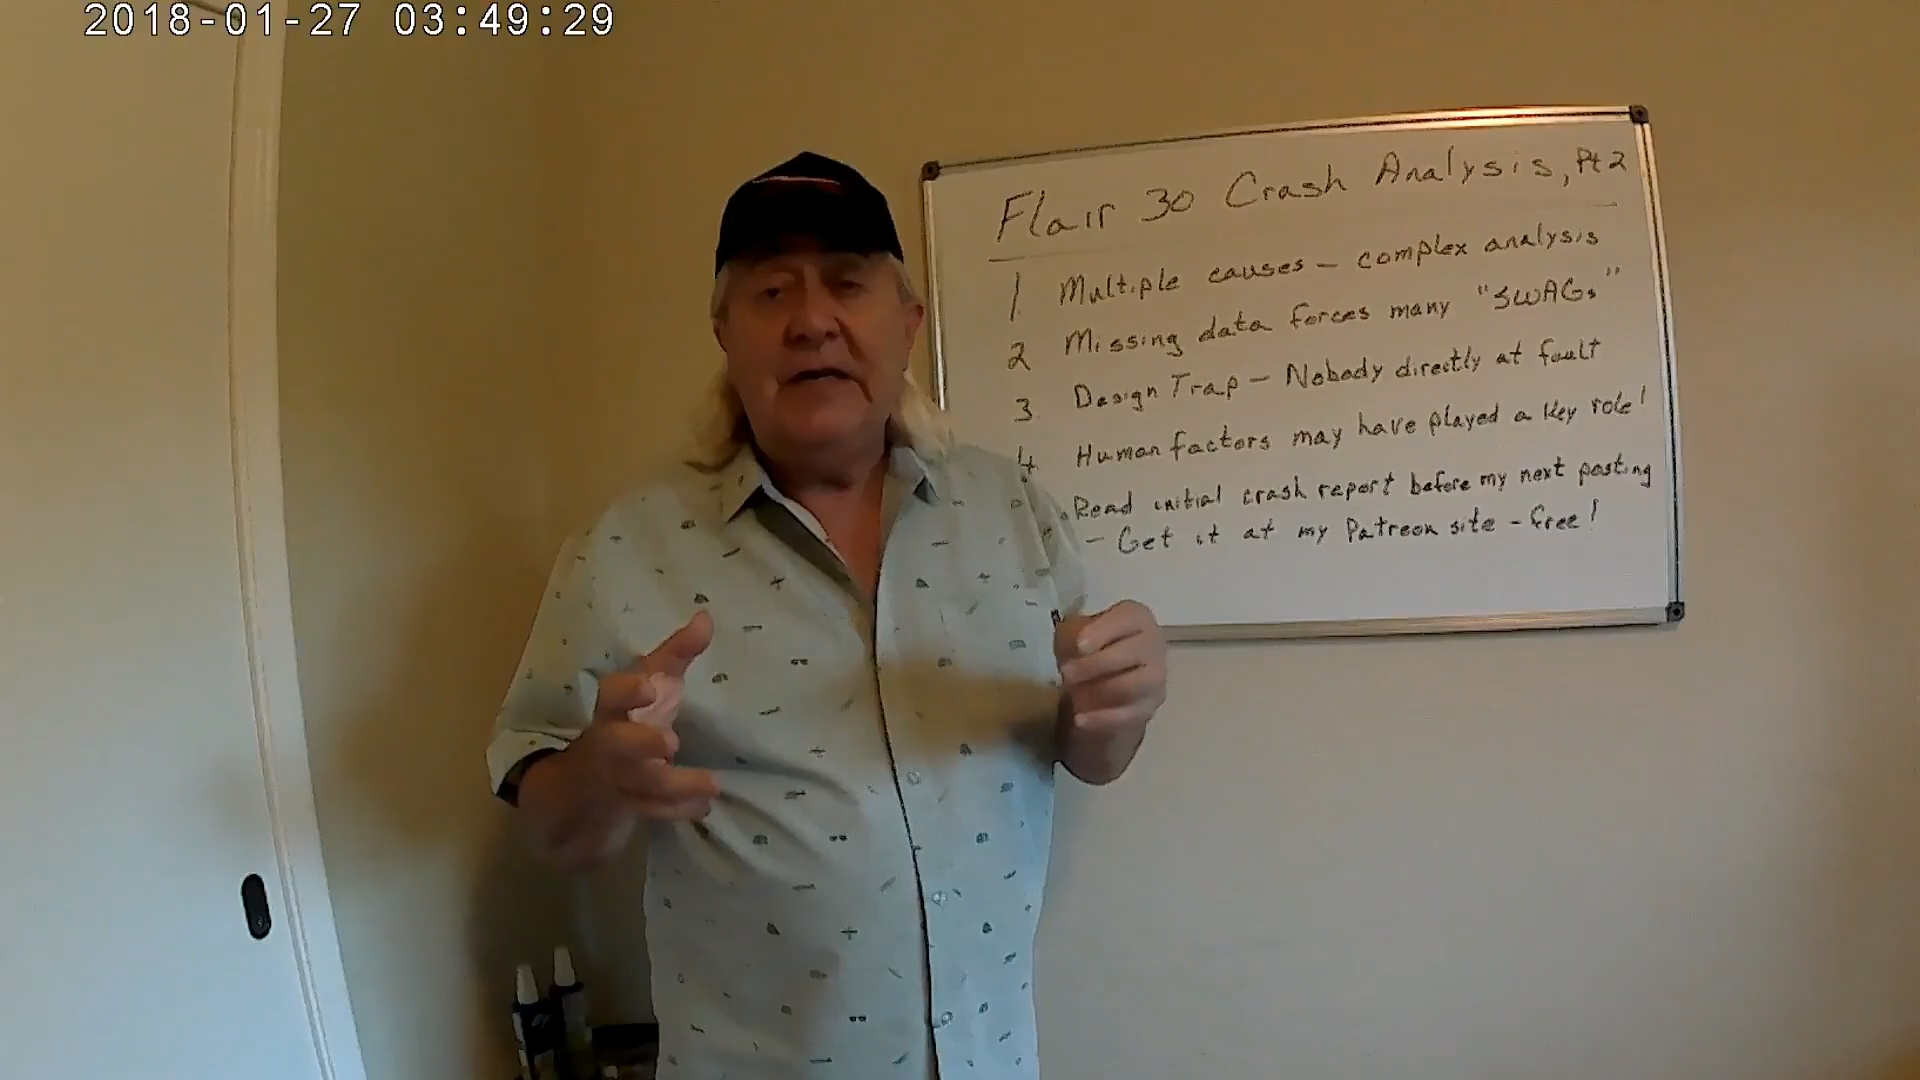 2018-01-27 03:49:29
Flair 30 Crash Analysis, Pt 2
1 Multiple causes - complex analysis
2 Missing data forces many "SWAGs"
3 Design Trap - Nobody directly at fault
4 Human factors may have played a key role!
Read initial crash report before my next posting
- Get it at my Patreon site - free!